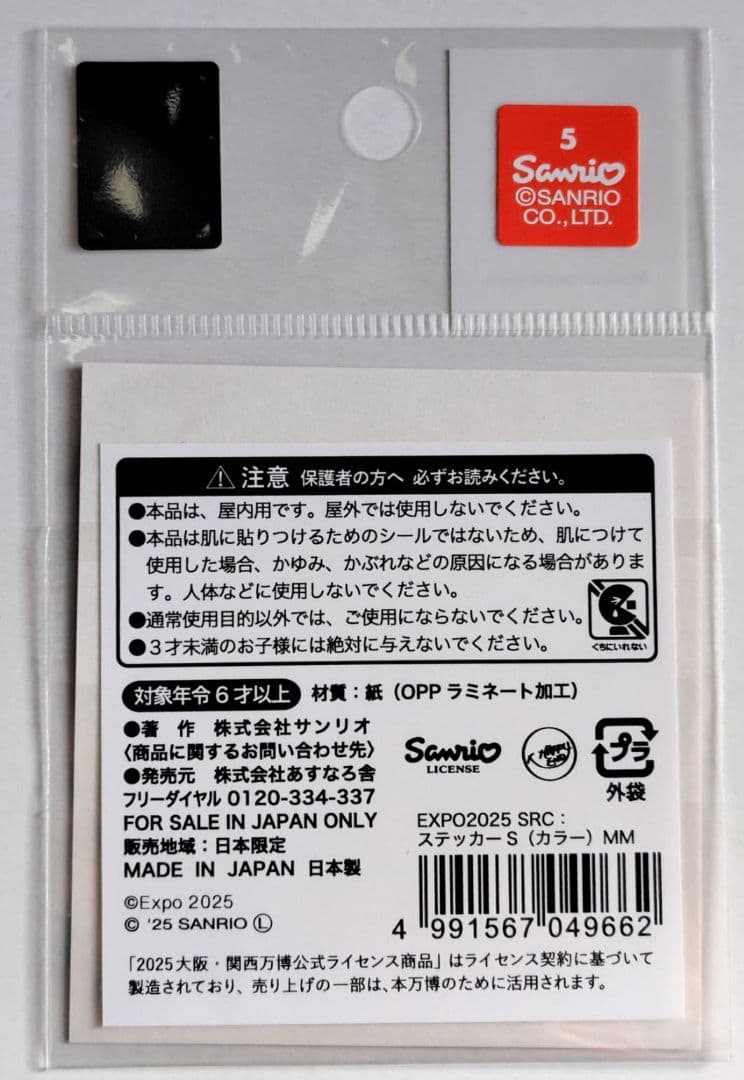 5
Sanrio
©SANRIO
CO.,LTD.
注意 保護者の方へ 必ずお読みください。
●本品は、屋内用です。屋外では使用しないでください。
●本品は肌に貼りつけるためのシールではないため、肌につけて
使用した場合、かゆみ、かぶれなどの原因になる場合がありま
す。人体などに使用しないでください。
●通常使用目的以外では、ご使用にならないでください。
●3才未満のお子様には絶対に与えないでください。
くちにいれない
対象年令6才以上 材質：紙（OPPラミネート加工）
●著 作 株式会社サンリオ
〈商品に関するお問い合わせ先〉
●発売元 株式会社あすなろ舎
フリーダイヤル 0120-334-337
FOR SALE IN JAPAN ONLY
販売地域：日本限定
MADE IN JAPAN 日本製
©Expo 2025
© '25 SANRIO Ⓛ
Sanrio
LICENSE
プラ
外袋
EXPO2025 SRC：
ステッカーS（カラー）MM
4 991567 049662
「2025大阪・関西万博公式ライセンス商品」はライセンス契約に基づいて
製造されており、売り上げの一部は、本万博のために活用されます。